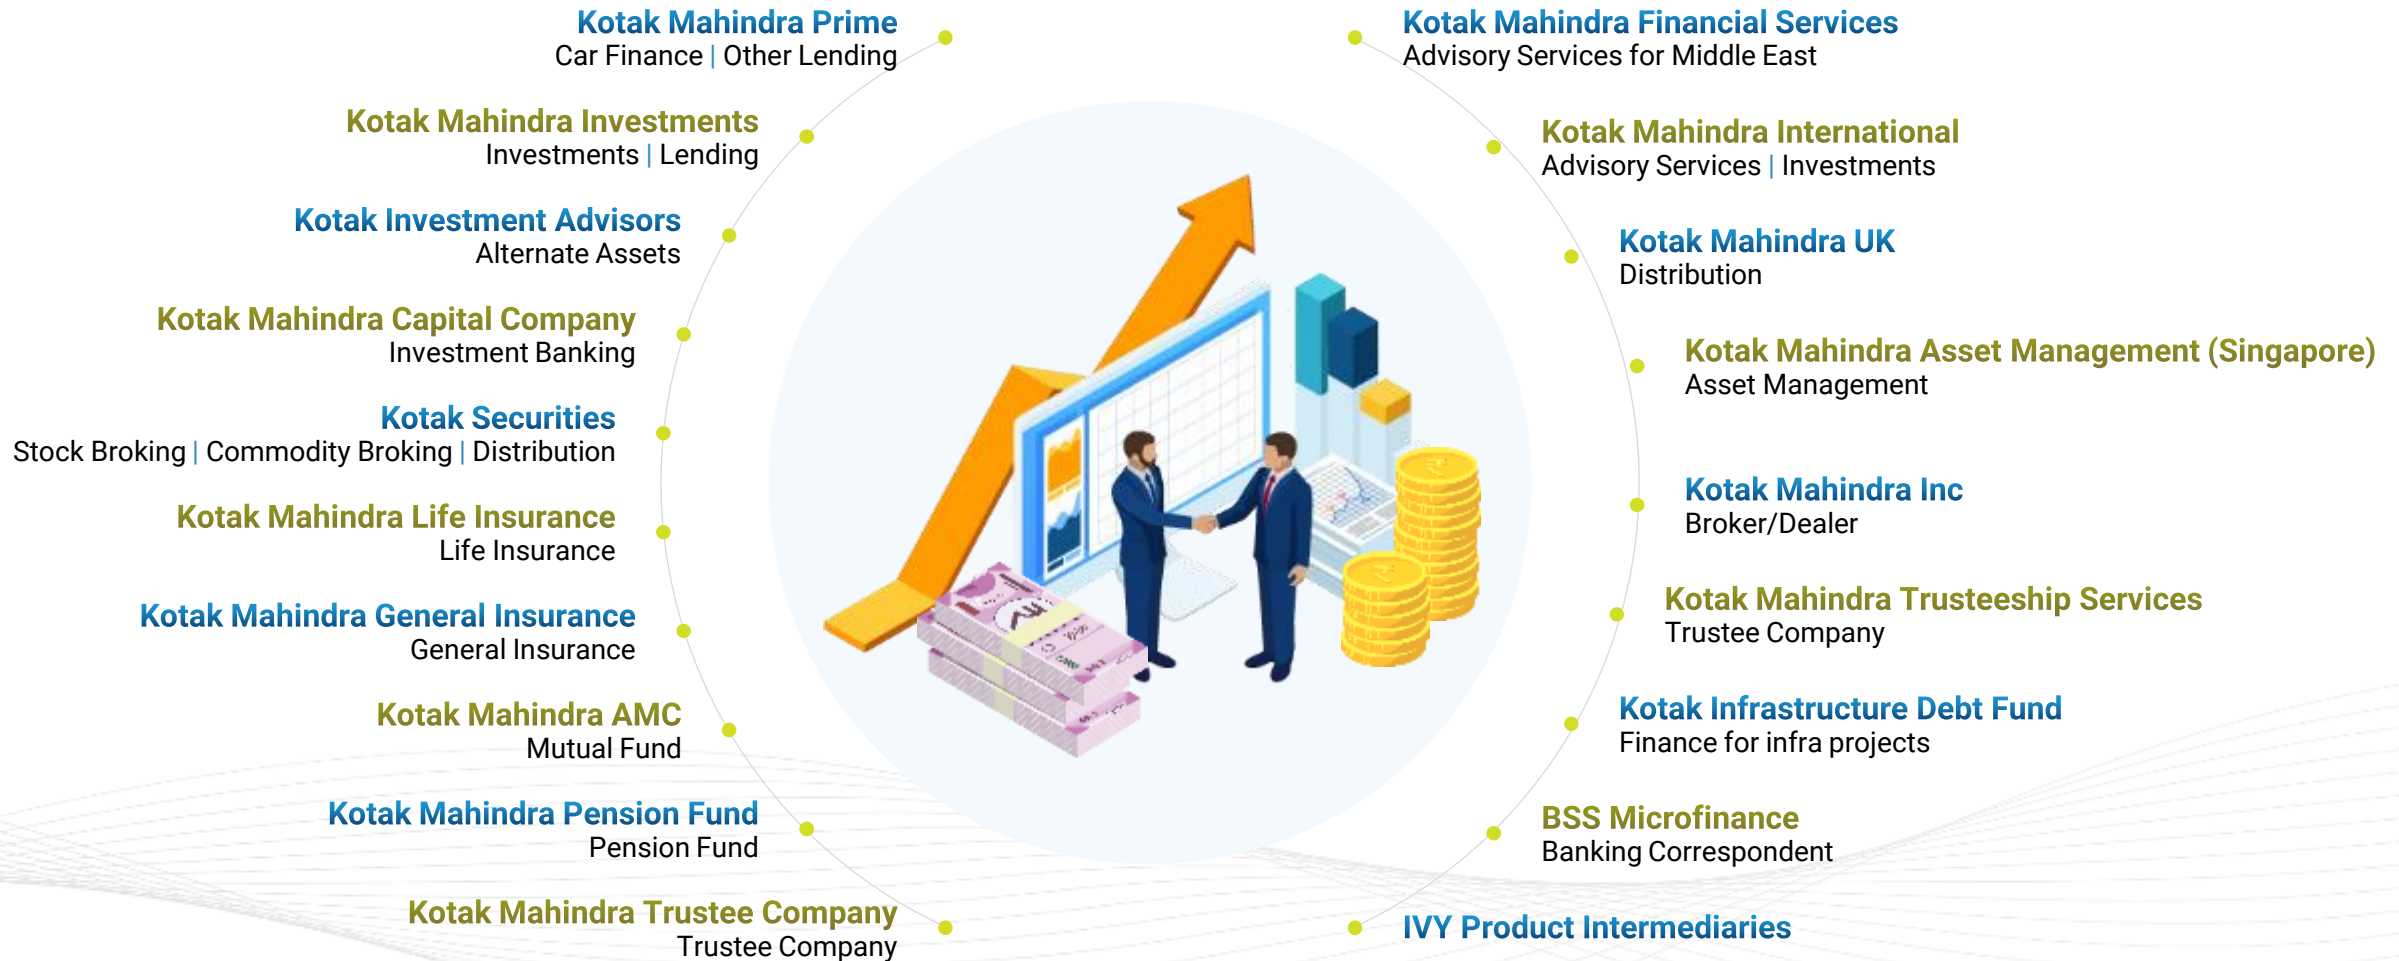 Kotak Mahindra Prime
Car Finance | Other Lending
Kotak Mahindra Investments
Investments | Lending
Kotak Investment Advisors
Alternate Assets
Kotak Mahindra Capital Company
Investment Banking
Kotak Securities
Stock Broking | Commodity Broking | Distribution
Kotak Mahindra Life Insurance
Life Insurance
Kotak Mahindra General Insurance
General Insurance
Kotak Mahindra AMC
Mutual Fund
Kotak Mahindra Pension Fund
Pension Fund
Kotak Mahindra Trustee Company
Trustee Company
Kotak Mahindra Financial Services
Advisory Services for Middle East
Kotak Mahindra International
Advisory Services | Investments
Kotak Mahindra UK
Distribution
Kotak Mahindra Asset Management (Singapore)
Asset Management
Kotak Mahindra Inc
Broker/Dealer
Kotak Mahindra Trusteeship Services
Trustee Company
Kotak Infrastructure Debt Fund
Finance for infra projects
BSS Microfinance
Banking Correspondent
IVY Product Intermediaries